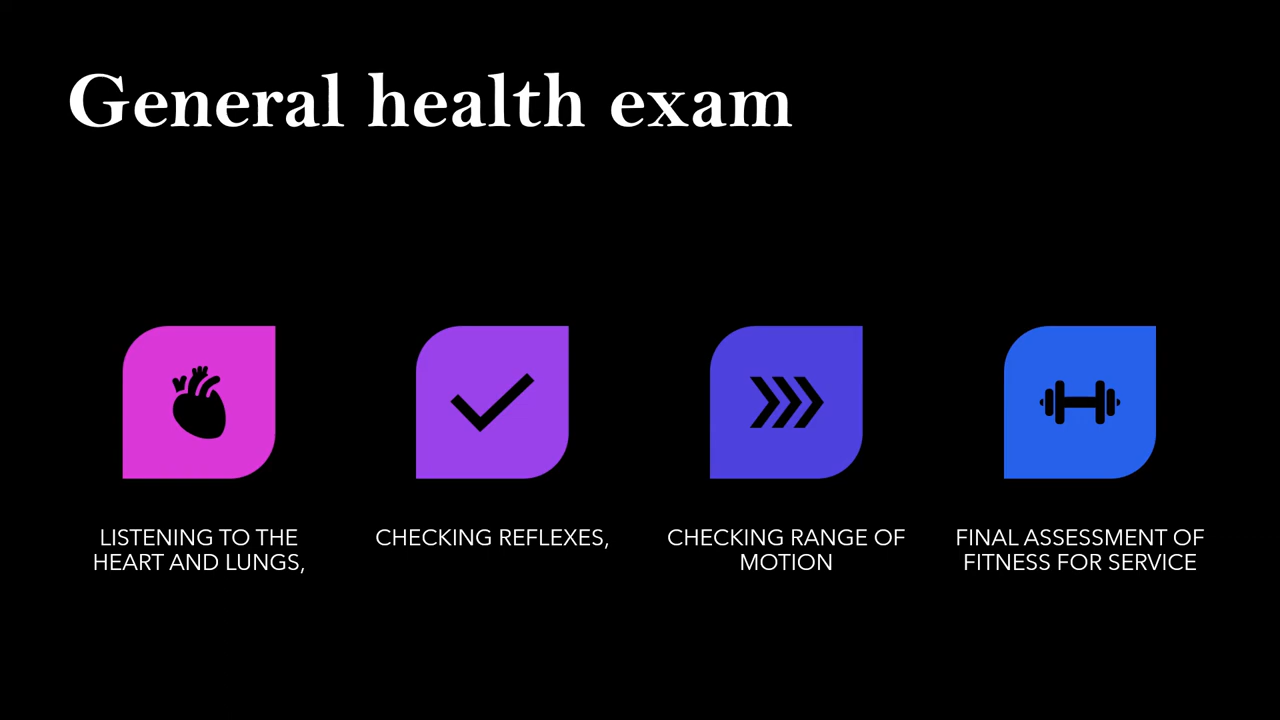 General health exam
LISTENING TO THE
HEART AND LUNGS,
CHECKING REFLEXES,
CHECKING RANGE OF
MOTION
FINAL ASSESSMENT OF
FITNESS FOR SERVICE